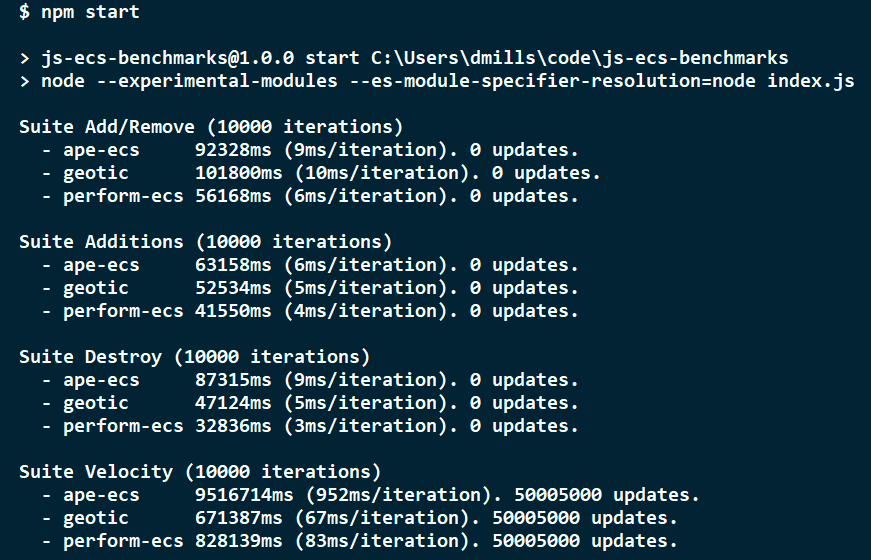 $ npm start

> js-ecs-benchmarks@1.0.0 start C:\Users\dmills\code\js-ecs-benchmarks
> node --experimental-modules --es-module-specifier-resolution=node index.js

Suite Add/Remove (10000 iterations)
  - ape-ecs     92328ms (9ms/iteration). 0 updates.
  - geotic      101800ms (10ms/iteration). 0 updates.
  - perform-ecs 56168ms (6ms/iteration). 0 updates.

Suite Additions (10000 iterations)
  - ape-ecs     63158ms (6ms/iteration). 0 updates.
  - geotic      52534ms (5ms/iteration). 0 updates.
  - perform-ecs 41550ms (4ms/iteration). 0 updates.

Suite Destroy (10000 iterations)
  - ape-ecs     87315ms (9ms/iteration). 0 updates.
  - geotic      47124ms (5ms/iteration). 0 updates.
  - perform-ecs 32836ms (3ms/iteration). 0 updates.

Suite Velocity (10000 iterations)
  - ape-ecs     9516714ms (952ms/iteration). 50005000 updates.
  - geotic      671387ms (67ms/iteration). 50005000 updates.
  - perform-ecs 828139ms (83ms/iteration). 50005000 updates.